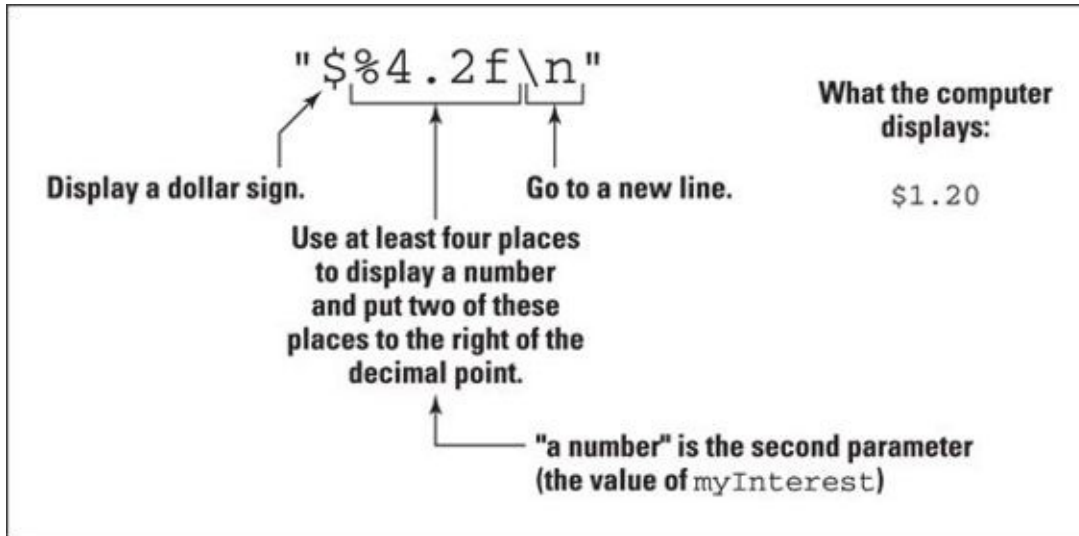 "$%4.2f\n"
What the computer
displays:
Display a dollar sign.
Go to a new line.
$1.20
Use at least four places
to display a number
and put two of these
places to the right of the
decimal point.
"a number" is the second parameter
(the value of myInterest)